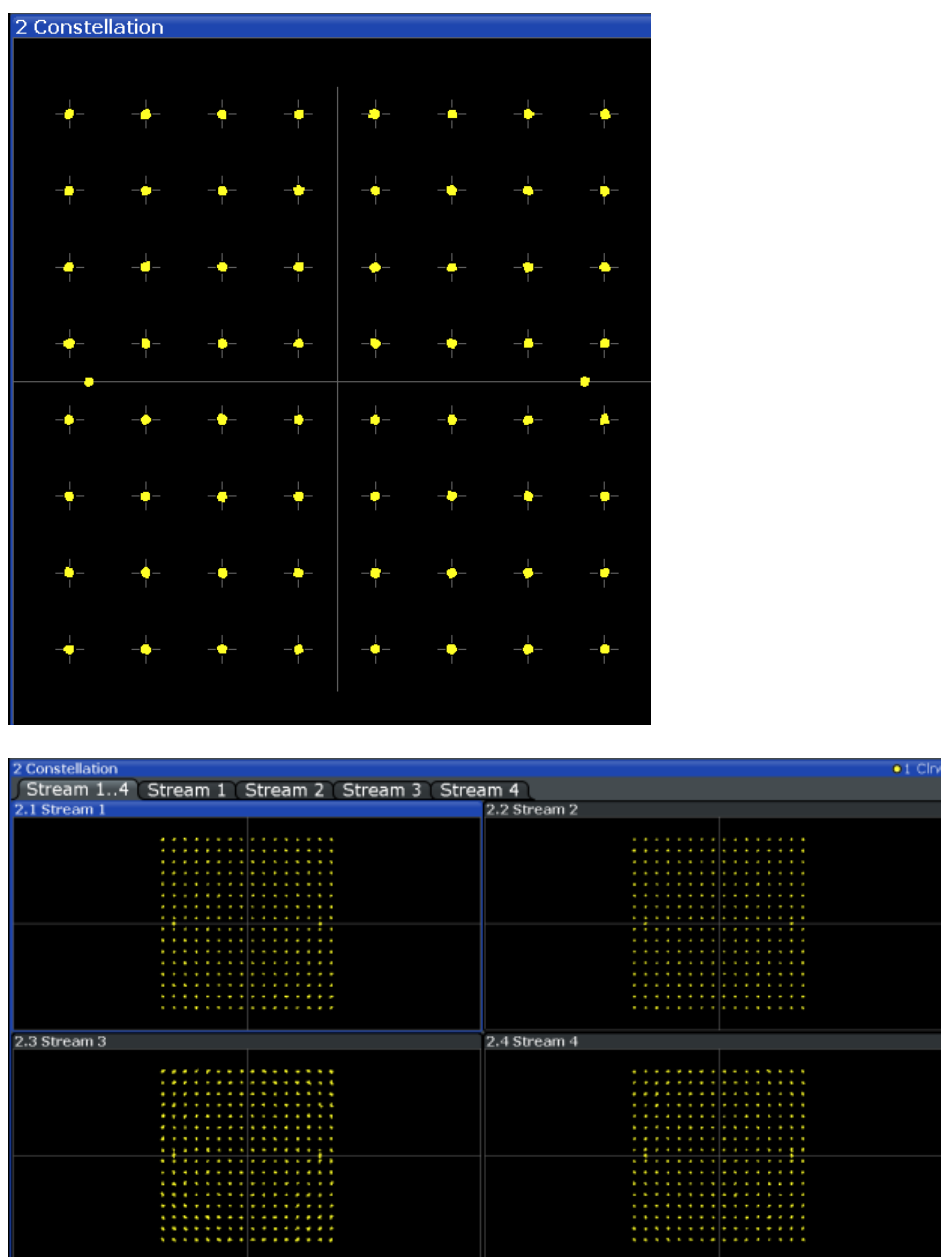 2 Constellation
2 Constellation
Stream 1..4 Stream 1 Stream 2 Stream 3 Stream 4
2.1 Stream 1
2.2 Stream 2
2.3 Stream 3
2.4 Stream 4